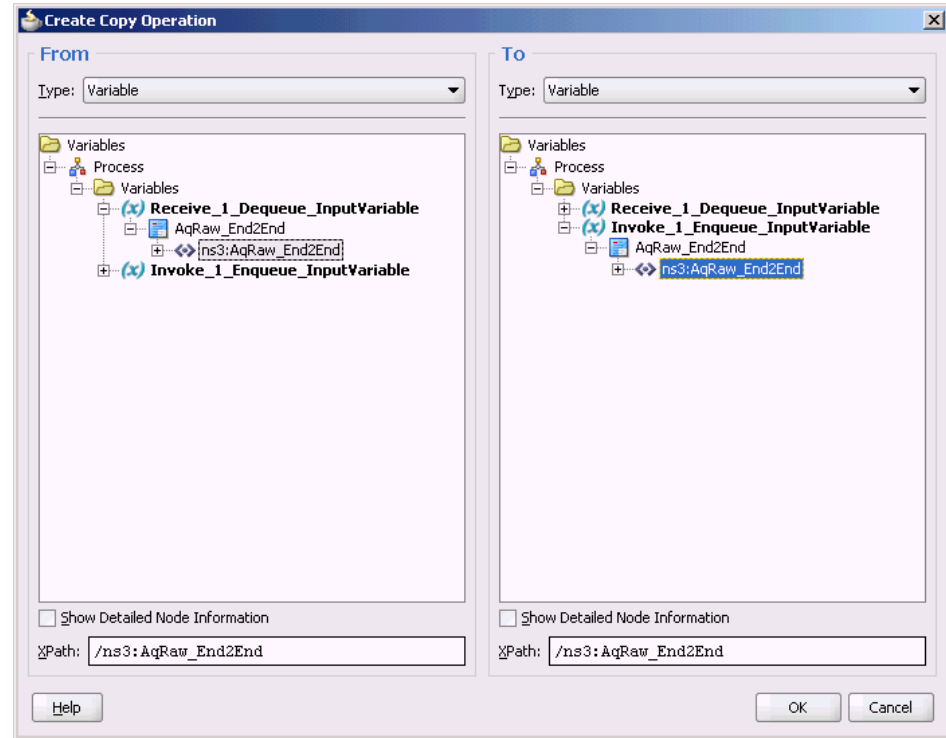 Create Copy Operation
From
Type: Variable
Variables
Process
Variables
(x) Receive_1_Dequeue_InputVariable
AqRaw_End2End
ns3:AqRaw_End2End
(x) Invoke_1_Enqueue_InputVariable
Show Detailed Node Information
XPath: /ns3:AqRaw_End2End
To
Type: Variable
Variables
Process
Variables
(x) Receive_1_Dequeue_InputVariable
(x) Invoke_1_Enqueue_InputVariable
AqRaw_End2End
ns3:AqRaw_End2End
Show Detailed Node Information
XPath: /ns3:AqRaw_End2End
Help
OK
Cancel